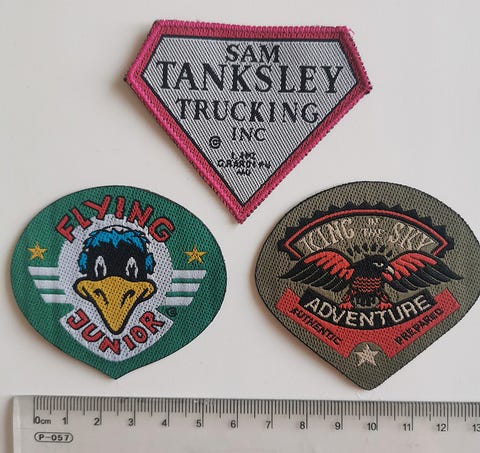 SAM
TANKSLEY
TRUCKING
INC
©
MO
FLYING
JUNIOR
©
KING OF THE SKY
ADVENTURE
AUTHENTIC PREPARED
0cm 1 2 3 4 5 6 7 8 9 10 11 12 13
P-057